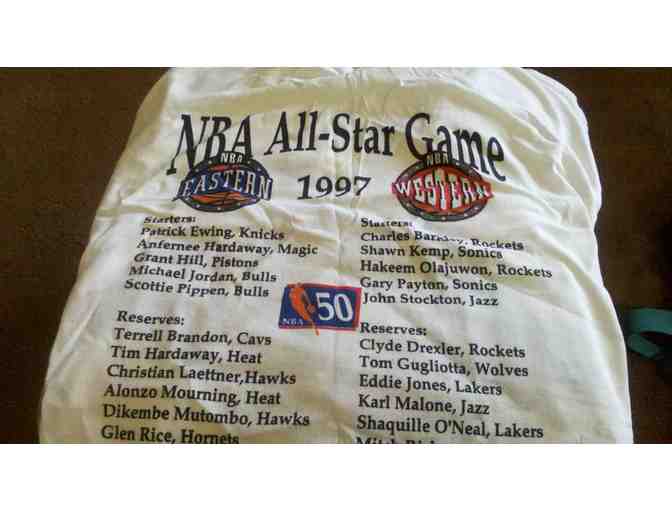 NBA All-Star Game
NBA
EASTERN
1997
NBA
WESTERN
Starters:
Patrick Ewing, Knicks
Anfernee Hardaway, Magic
Grant Hill, Pistons
Michael Jordan, Bulls
Scottie Pippen, Bulls
Starters:
Charles Barkley, Rockets
Shawn Kemp, Sonics
Hakeem Olajuwon, Rockets
Gary Payton, Sonics
John Stockton, Jazz
NBA 50
Reserves:
Terrell Brandon, Cavs
Tim Hardaway, Heat
Christian Laettner,Hawks
Alonzo Mourning, Heat
Dikembe Mutombo, Hawks
Glen Rice, Hornets
Reserves:
Clyde Drexler, Rockets
Tom Gugliotta, Wolves
Eddie Jones, Lakers
Karl Malone, Jazz
Shaquille O'Neal, Lakers
Mitch